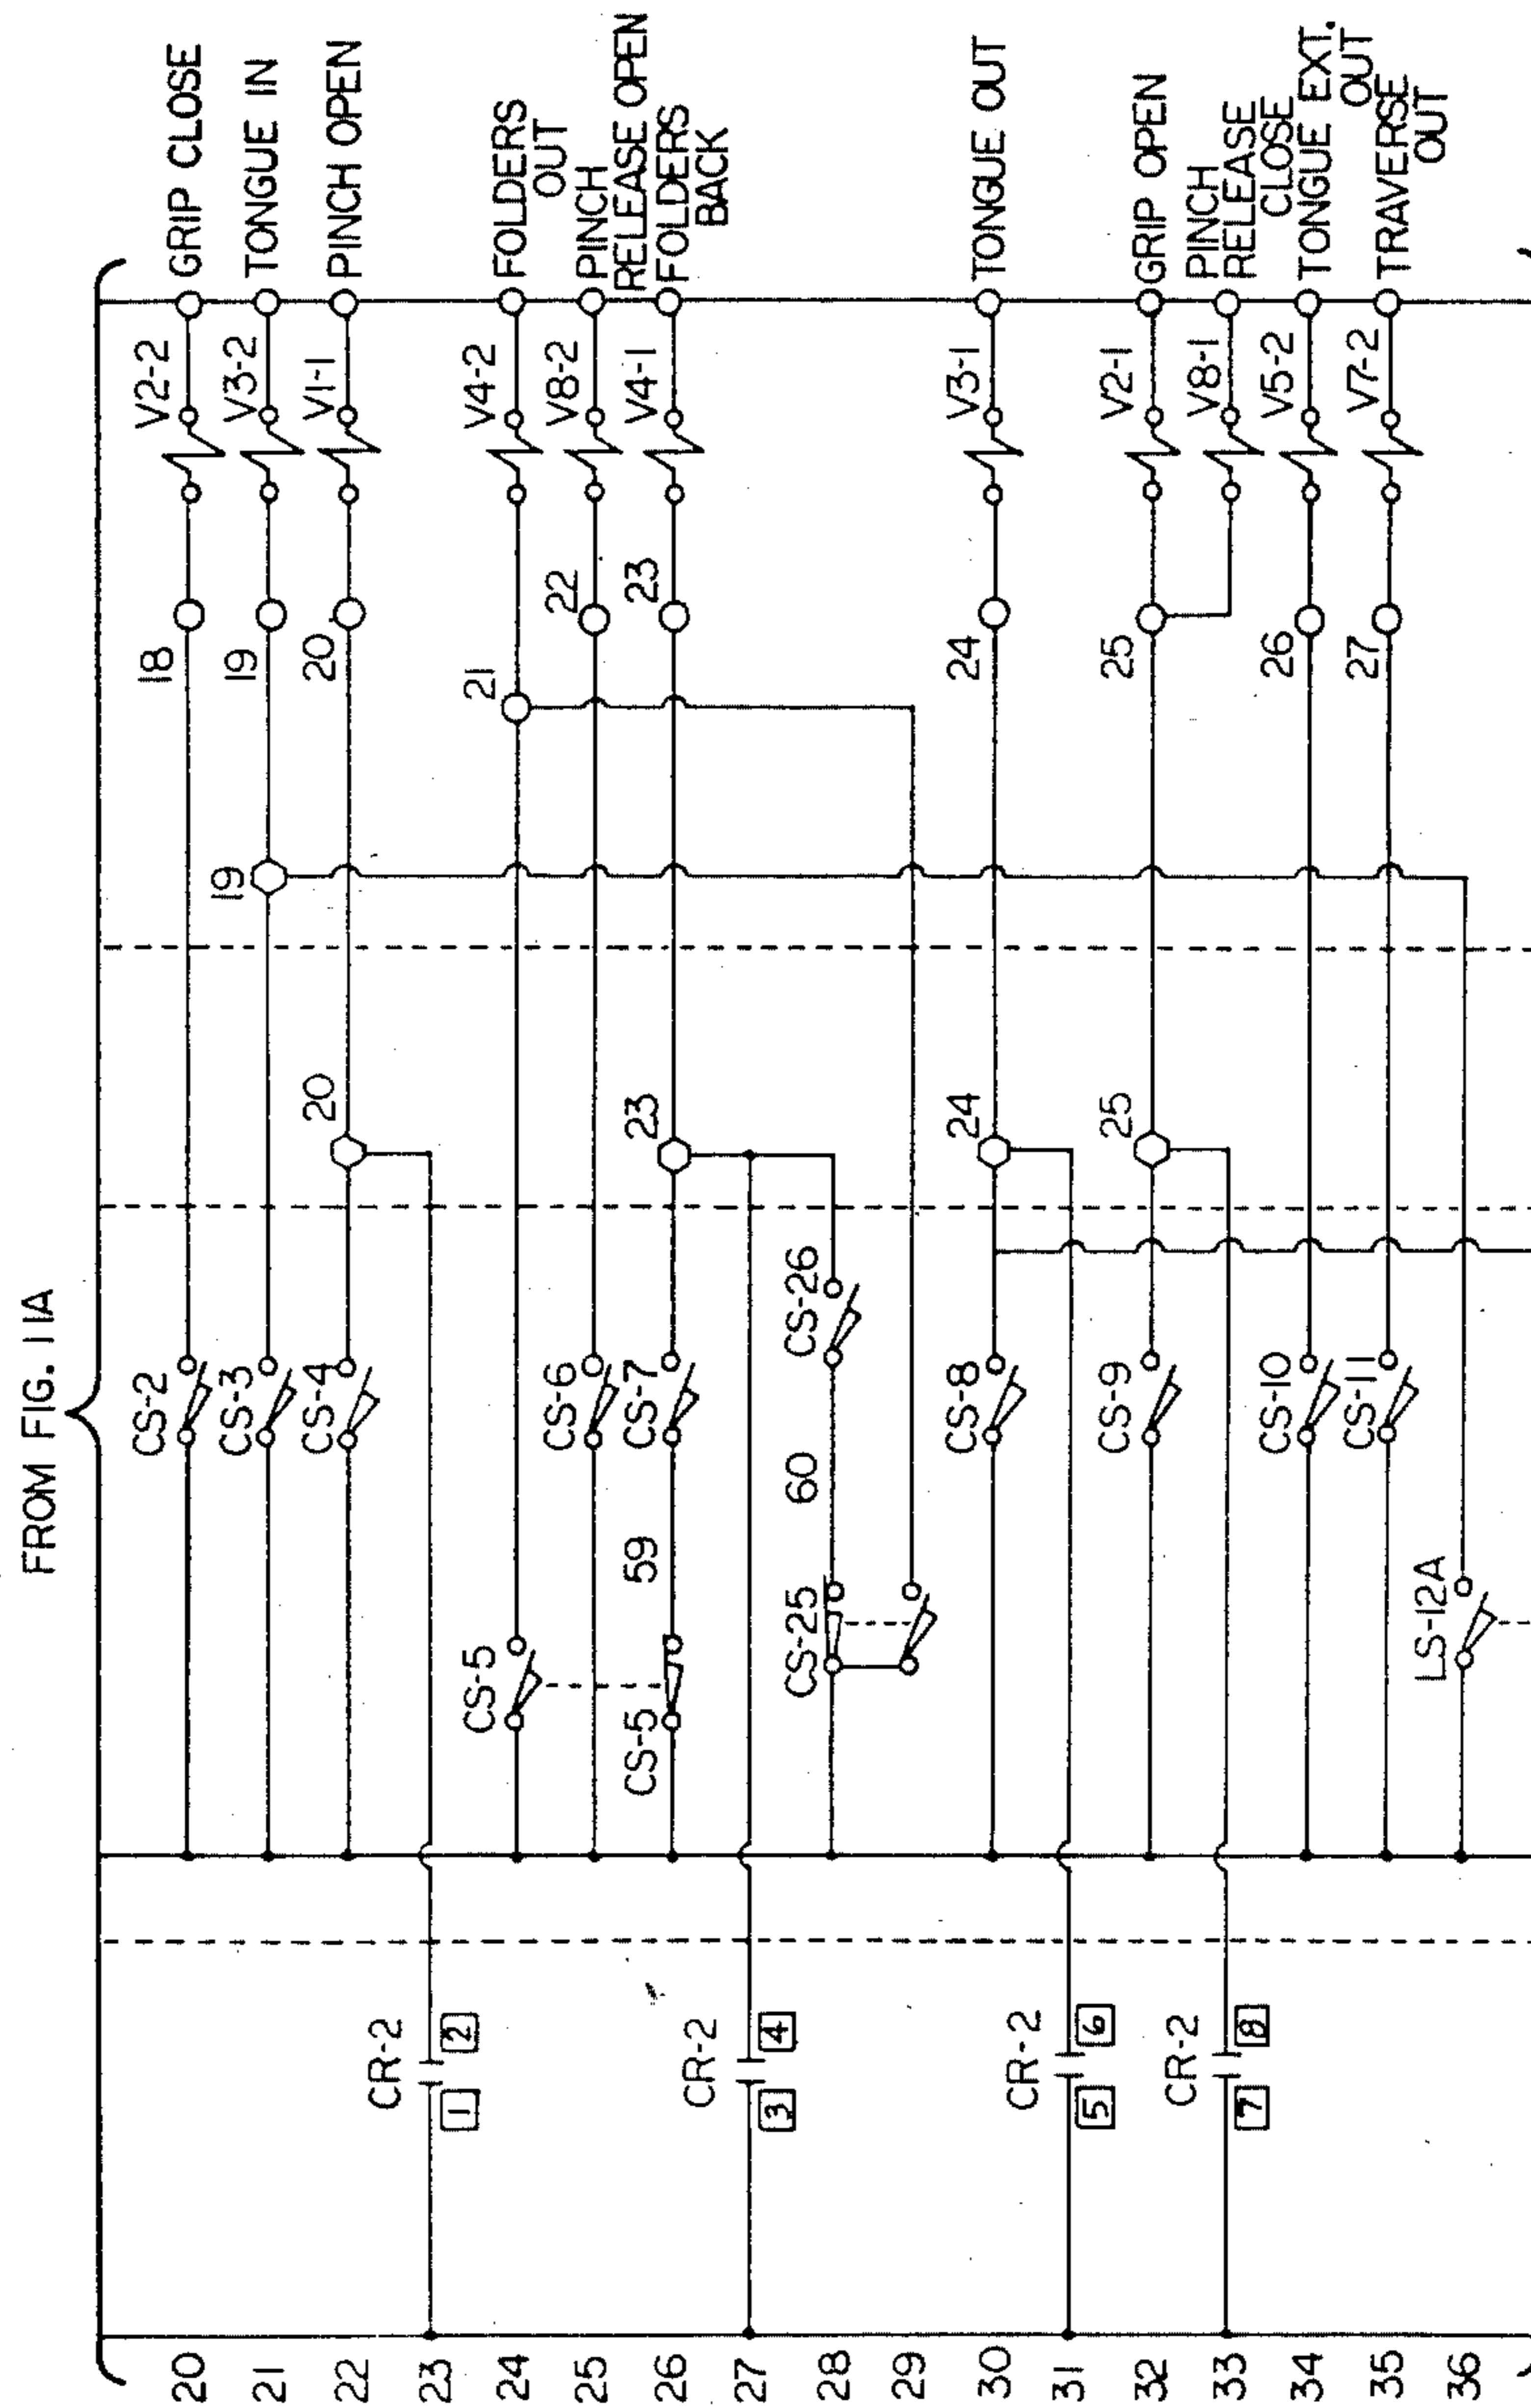 FROM FIG. 11A
20 CS-2 18 V2-2 GRIP CLOSE
21 CS-3 19 19 V3-2 TONGUE IN
22 CS-4 20 20 V1-1 PINCH OPEN
23 1 CR-2 2
24 CS-5 21 V4-2 FOLDERS
OUT
25 CS-6 22 V8-2 PINCH
RELEASE OPEN
26 CS-5 59 CS-7 23 23 V4-1 FOLDERS
BACK
27 3 CR-2 4
28 CS-25 60 CS-26
29
30 CS-8 24 24 V3-1 TONGUE OUT
31 5 CR-2 6
32 CS-9 25 25 V2-1 GRIP OPEN
33 7 CR-2 8 V8-1 PINCH
RELEASE
CLOSE
34 CS-10 26 V5-2 TONGUE EXT.
OUT
35 CS-11 27 V7-2 TRAVERSE
OUT
36 LS-12A